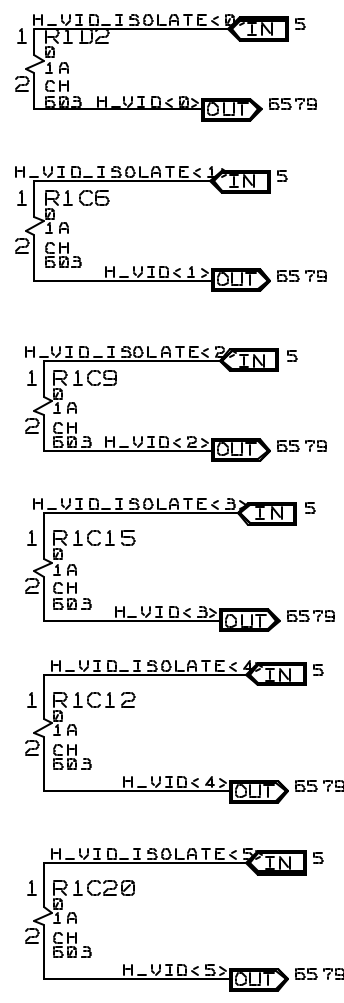 H_VID_ISOLATE<0> IN 5
1 R1D2
0
1A
2 CH
603 H_VID<0> OUT 6579
H_VID_ISOLATE<1> IN 5
1 R1C6
0
1A
2 CH
603
H_VID<1> OUT 6579
H_VID_ISOLATE<2> IN 5
1 R1C9
0
1A
2 CH
603 H_VID<2> OUT 6579
H_VID_ISOLATE<3> IN 5
1 R1C15
0
1A
2 CH
603
H_VID<3> OUT 6579
H_VID_ISOLATE<4> IN 5
1 R1C12
0
1A
2 CH
603
H_VID<4> OUT 6579
H_VID_ISOLATE<5> IN 5
1 R1C20
0
1A
2 CH
603
H_VID<5> OUT 6579